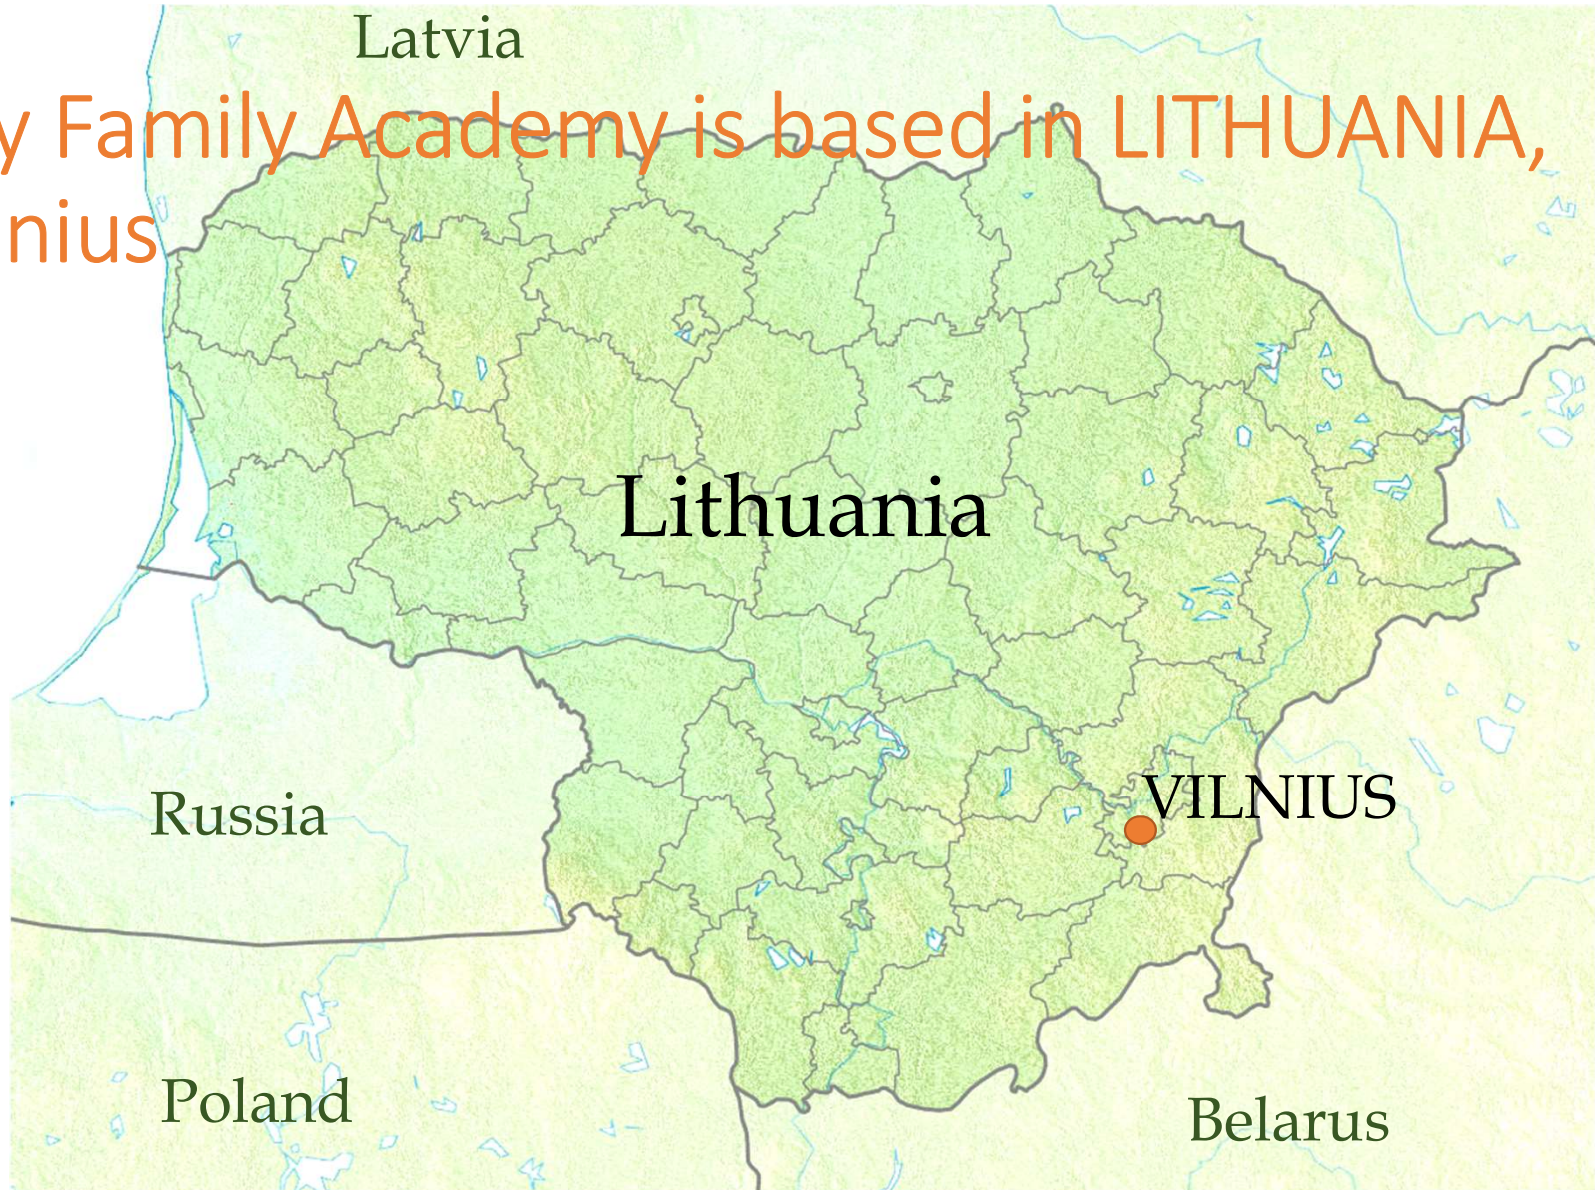 Latvia
y Family Academy is based in LITHUANIA,
nius
Lithuania
VILNIUS
Russia
Poland
Belarus